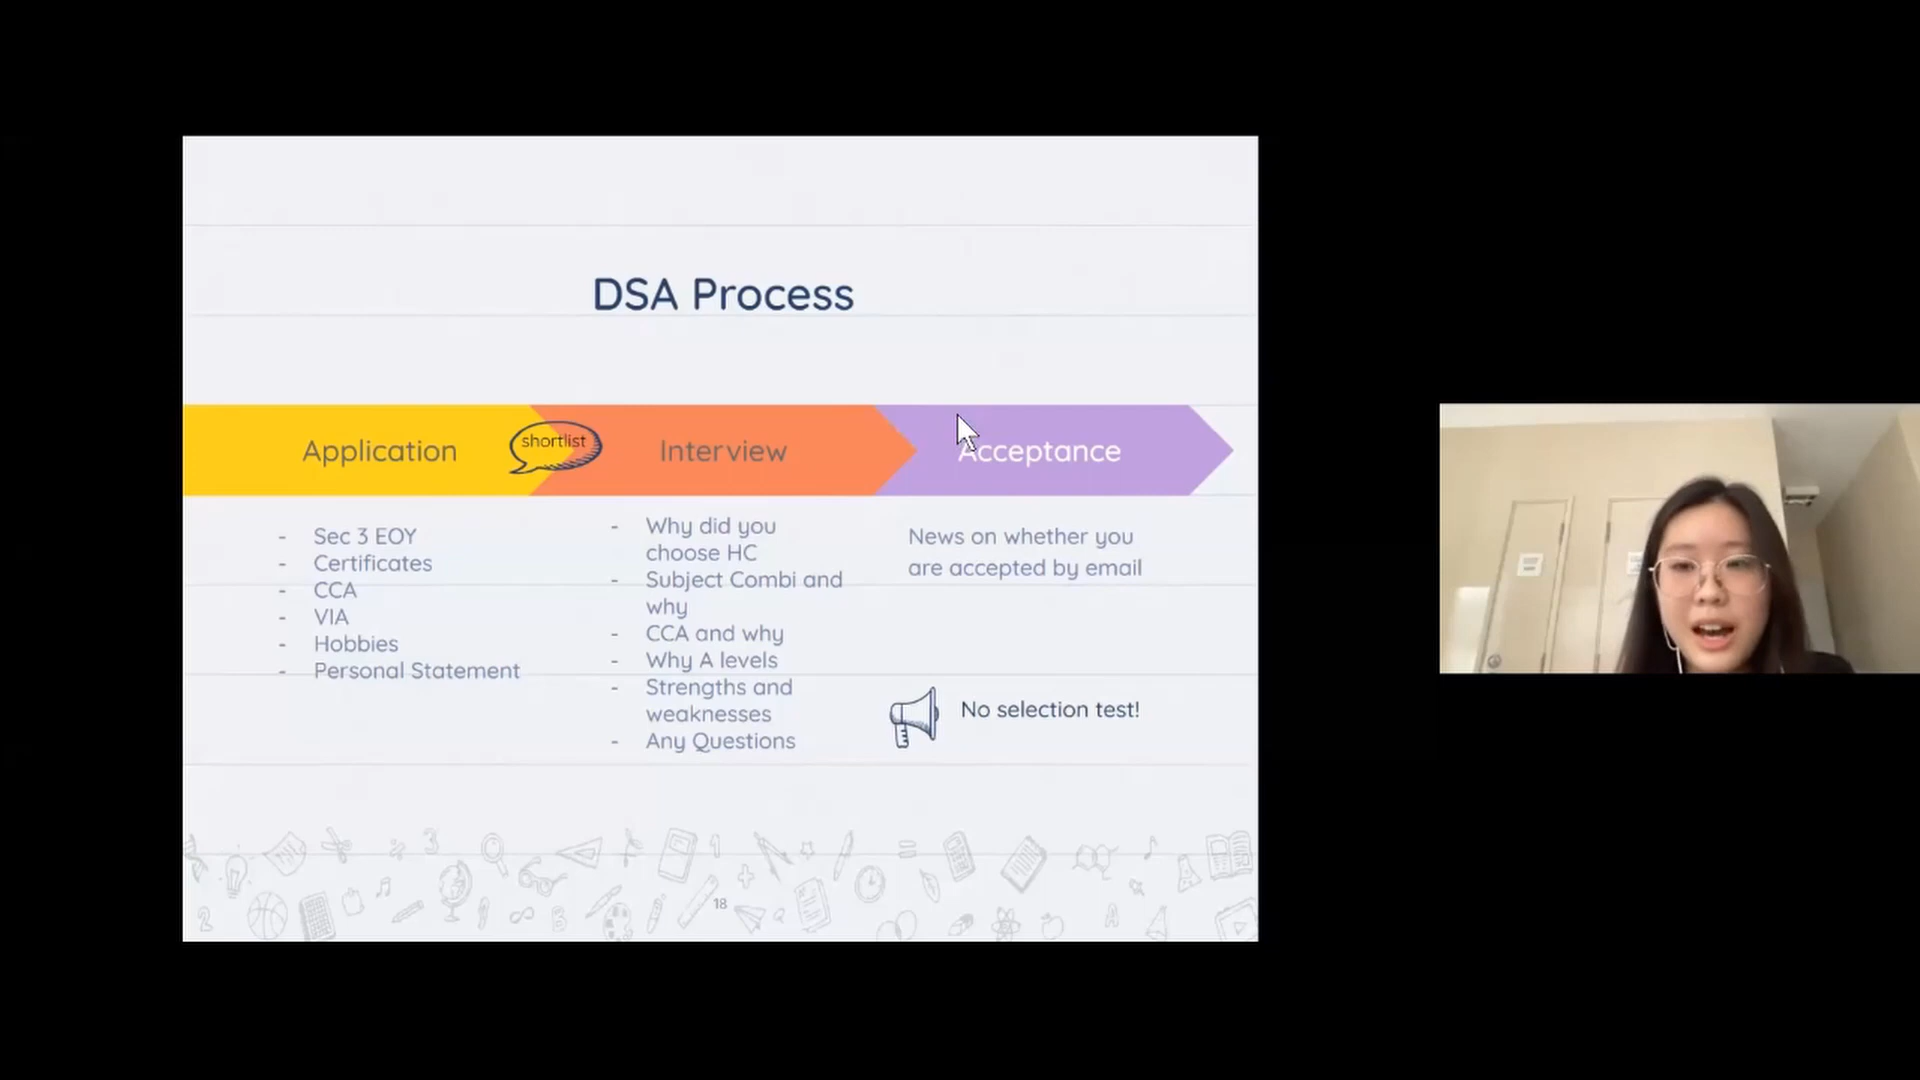 DSA Process
Application
shortlist
Interview
Acceptance
- Sec 3 EOY
- Certificates
- CCA
- VIA
- Hobbies
- Personal Statement
- Why did you
choose HC
- Subject Combi and
why
- CCA and why
- Why A levels
- Strengths and
weaknesses
- Any Questions
News on whether you
are accepted by email
No selection test!
18